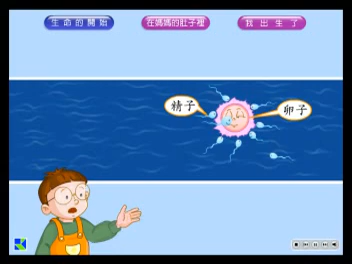 生命的開始
在媽媽的肚子裡
我出生了
精子
卵子